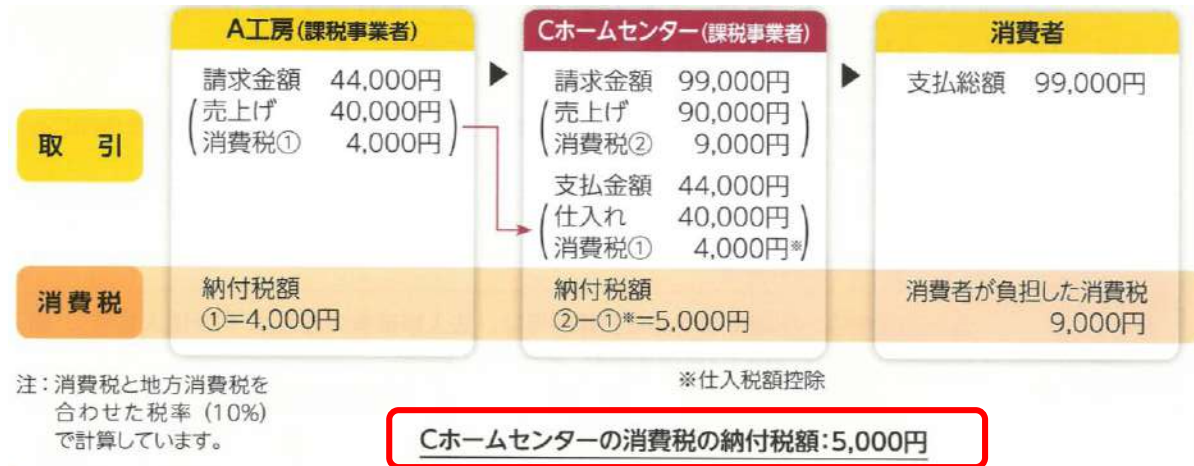 A工房(課税事業者)
請求金額 44,000円
(売上げ 40,000円
消費税① 4,000円)
Cホームセンター(課税事業者)
請求金額 99,000円
(売上げ 90,000円
消費税② 9,000円)
支払金額 44,000円
(仕入れ 40,000円
消費税① 4,000円※)
消費者
支払総額 99,000円
取引
消費税
納付税額
①=4,000円
納付税額
②−①※=5,000円
消費者が負担した消費税
9,000円
注:消費税と地方消費税を
合わせた税率(10%)
で計算しています。
※仕入税額控除
Cホームセンターの消費税の納付税額:5,000円